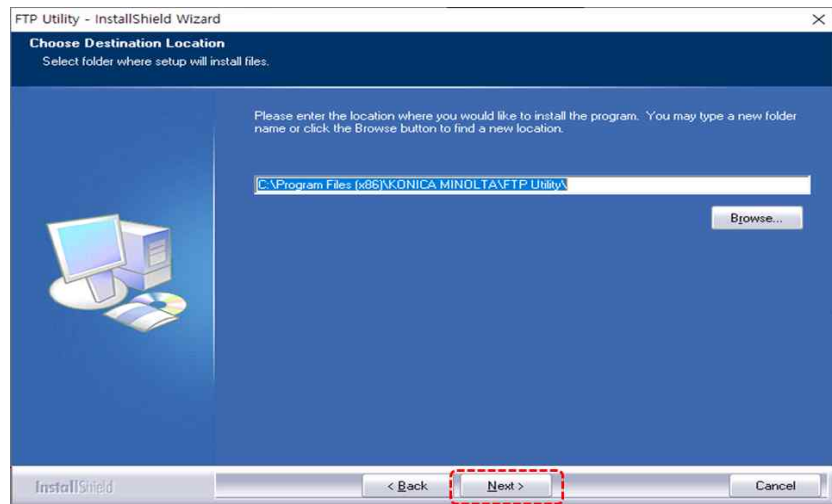 FTP Utility - InstallShield Wizard
Choose Destination Location
Select folder where setup will install files.
Please enter the location where you would like to install the program. You may type a new folder
name or click the Browse button to find a new location.
C:\Program Files (x86)\KONICA MINOLTA\FTP Utility\
Browse...
InstallShield
< Back
Next >
Cancel